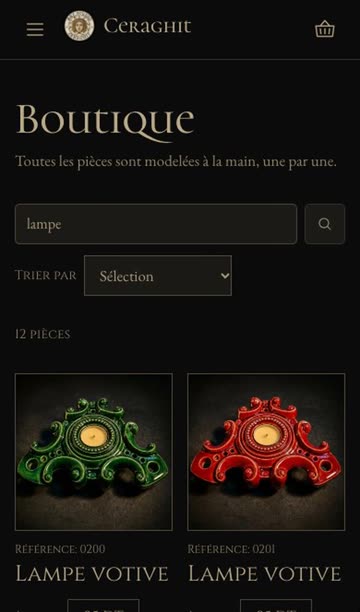 Ceraghit
Boutique
Toutes les pièces sont modelées à la main, une par une.
lampe
Trier par
Sélection
12 pièces
Référence: 0200
Référence: 0201
Lampe votive
Lampe votive